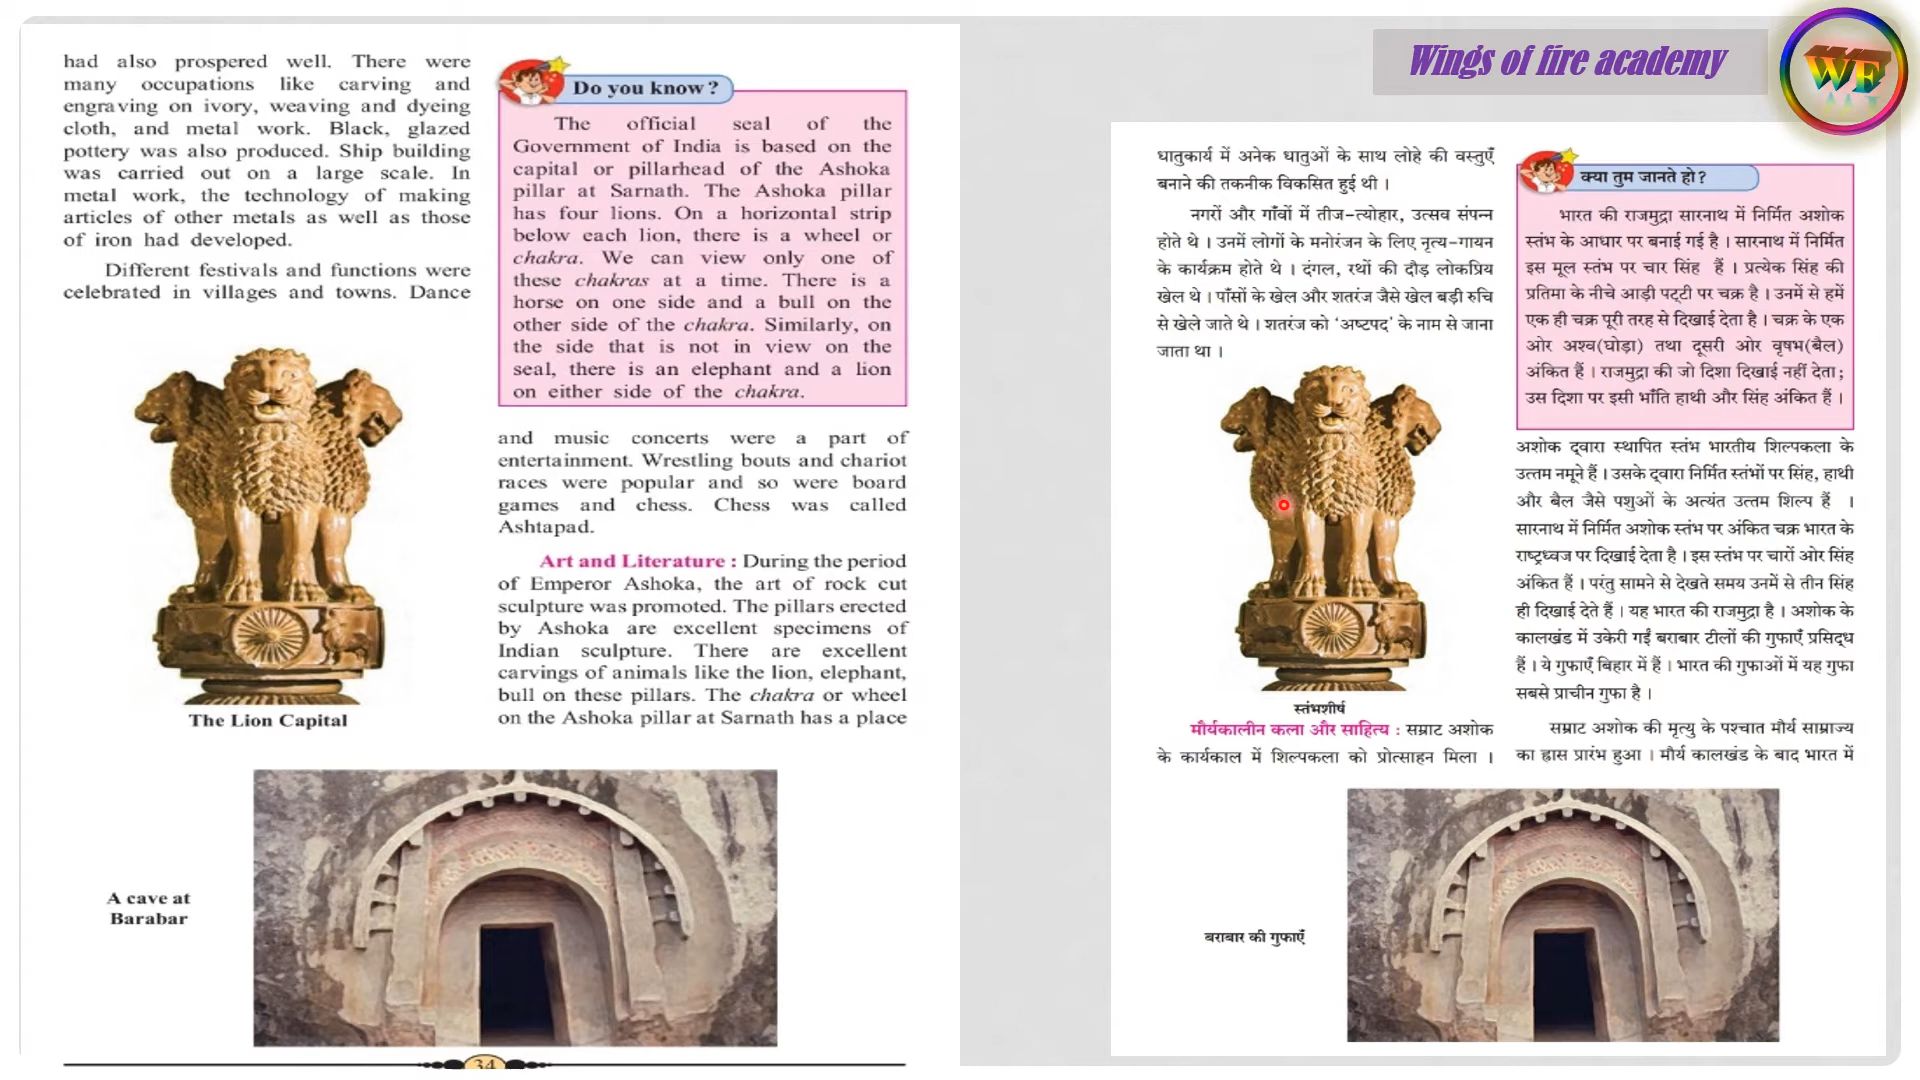 had also prospered well. There were
many occupations like carving and
engraving on ivory, weaving and dyeing
cloth, and metal work. Black, glazed
pottery was also produced. Ship building
was carried out on a large scale. In
metal work, the technology of making
articles of other metals as well as those
of iron had developed.
Different festivals and functions were
celebrated in villages and towns. Dance
The Lion Capital
Do you know?
The official seal of the
Government of India is based on the
capital or pillarhead of the Ashoka
pillar at Sarnath. The Ashoka pillar
has four lions. On a horizontal strip
below each lion, there is a wheel or
chakra. We can view only one of
these chakras at a time. There is a
horse on one side and a bull on the
other side of the chakra. Similarly, on
the side that is not in view on the
seal, there is an elephant and a lion
on either side of the chakra.
and music concerts were a part of
entertainment. Wrestling bouts and chariot
races were popular and so were board
games and chess. Chess was called
Ashtapad.
Art and Literature : During the period
of Emperor Ashoka, the art of rock cut
sculpture was promoted. The pillars erected
by Ashoka are excellent specimens of
Indian sculpture. There are excellent
carvings of animals like the lion, elephant,
bull on these pillars. The chakra or wheel
on the Ashoka pillar at Sarnath has a place
A cave at
Barabar
34
Wings of fire academy
WF
धातुकार्य में अनेक धातुओं के साथ लोहे की वस्तुएँ
बनाने की तकनीक विकसित हुई थी ।
नगरों और गाँवों में तीज-त्योहार, उत्सव संपन्न
होते थे । उनमें लोगों के मनोरंजन के लिए नृत्य-गायन
के कार्यक्रम होते थे । दंगल, रथों की दौड़ लोकप्रिय
खेल थे । पाँसों के खेल और शतरंज जैसे खेल बड़ी रुचि
से खेले जाते थे । शतरंज को ‘अष्टपद’ के नाम से जाना
जाता था ।
स्तंभशीर्ष
मौर्यकालीन कला और साहित्य : सम्राट अशोक
के कार्यकाल में शिल्पकला को प्रोत्साहन मिला ।
क्या तुम जानते हो?
भारत की राजमुद्रा सारनाथ में निर्मित अशोक
स्तंभ के आधार पर बनाई गई है । सारनाथ में निर्मित
इस मूल स्तंभ पर चार सिंह हैं । प्रत्येक सिंह की
प्रतिमा के नीचे आड़ी पट्टी पर चक्र है । उनमें से हमें
एक ही चक्र पूरी तरह से दिखाई देता है । चक्र के एक
ओर अश्व(घोड़ा) तथा दूसरी ओर वृषभ(बैल)
अंकित हैं । राजमुद्रा की जो दिशा दिखाई नहीं देता ;
उस दिशा पर इसी भाँति हाथी और सिंह अंकित हैं ।
अशोक द्वारा स्थापित स्तंभ भारतीय शिल्पकला के
उत्तम नमूने हैं । उसके द्वारा निर्मित स्तंभों पर सिंह, हाथी
और बैल जैसे पशुओं के अत्यंत उत्तम शिल्प हैं ।
सारनाथ में निर्मित अशोक स्तंभ पर अंकित चक्र भारत के
राष्ट्रध्वज पर दिखाई देता है । इस स्तंभ पर चारों ओर सिंह
अंकित हैं । परंतु सामने से देखते समय उनमें से तीन सिंह
ही दिखाई देते हैं । यह भारत की राजमुद्रा है । अशोक के
कालखंड में उकेरी गईं बराबार टीलों की गुफाएँ प्रसिद्ध
हैं । ये गुफाएँ बिहार में हैं । भारत की गुफाओं में यह गुफा
सबसे प्राचीन गुफा है ।
सम्राट अशोक की मृत्यु के पश्चात मौर्य साम्राज्य
का ह्रास प्रारंभ हुआ । मौर्य कालखंड के बाद भारत में
बराबार की गुफाएँ